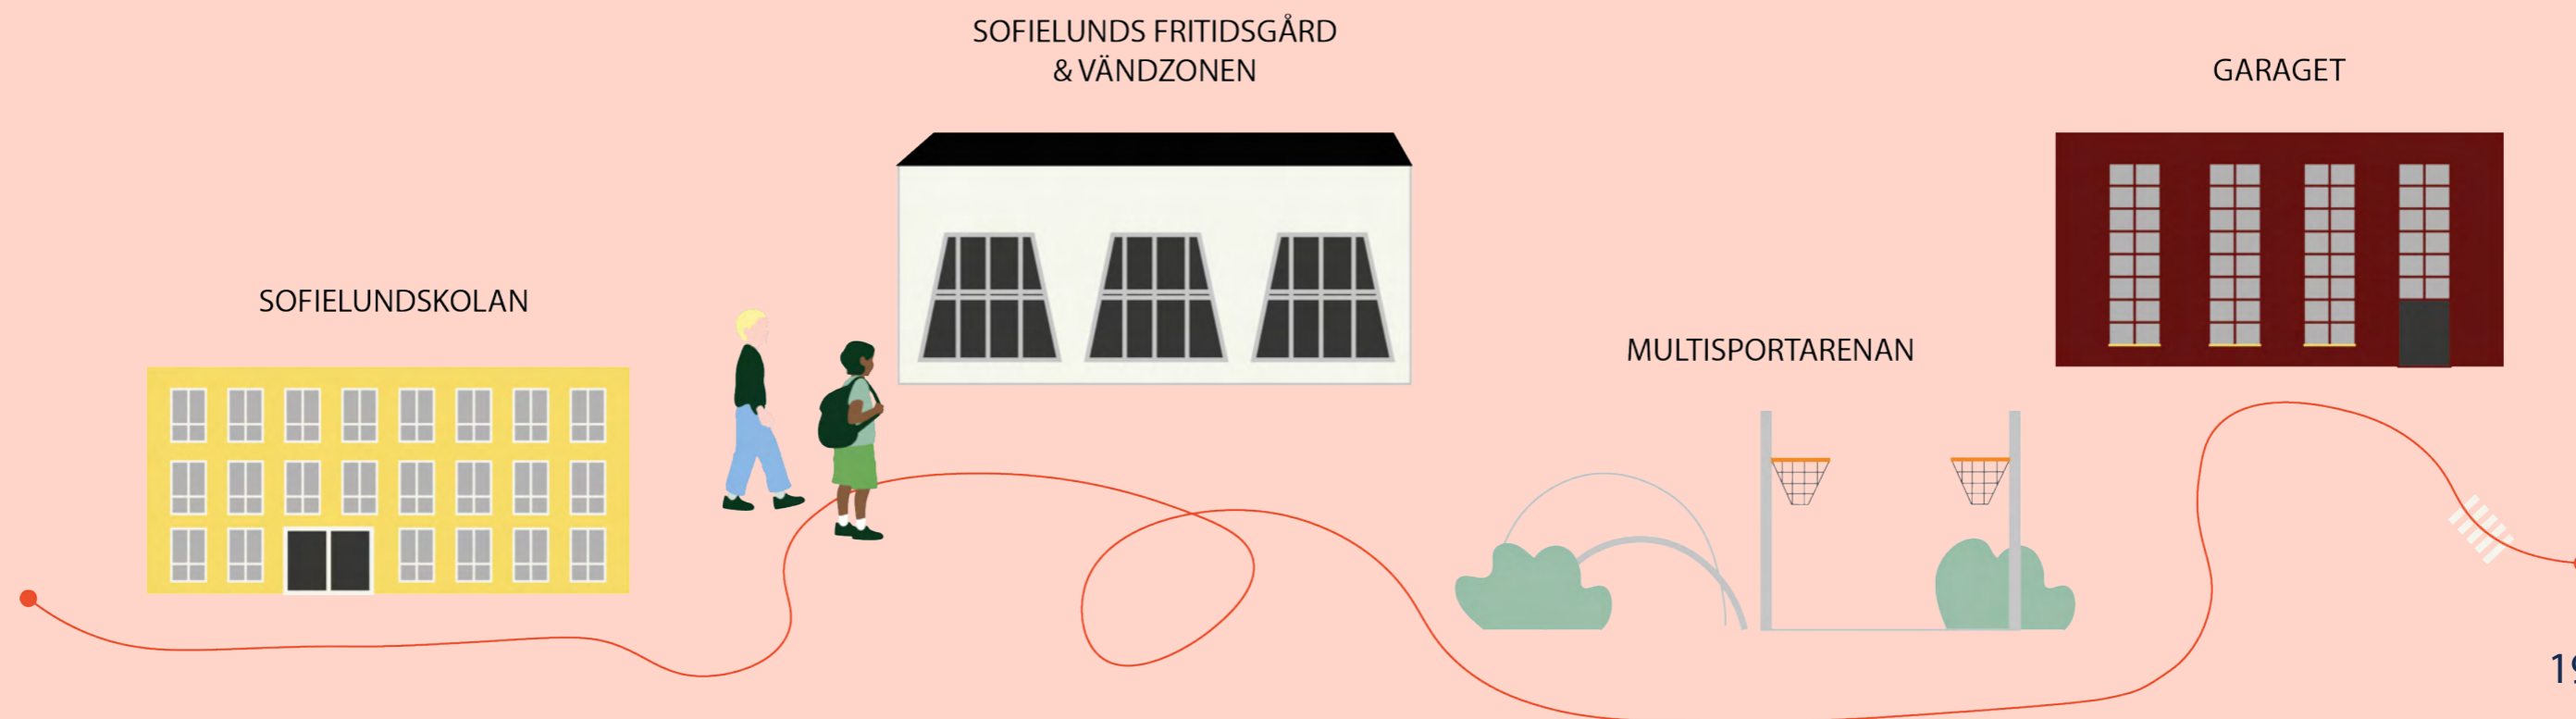 SOFIELUNDS FRITIDSGÅRD
& VÄNDZONEN
GARAGET
SOFIELUNDSKOLAN
MULTISPORTARENAN